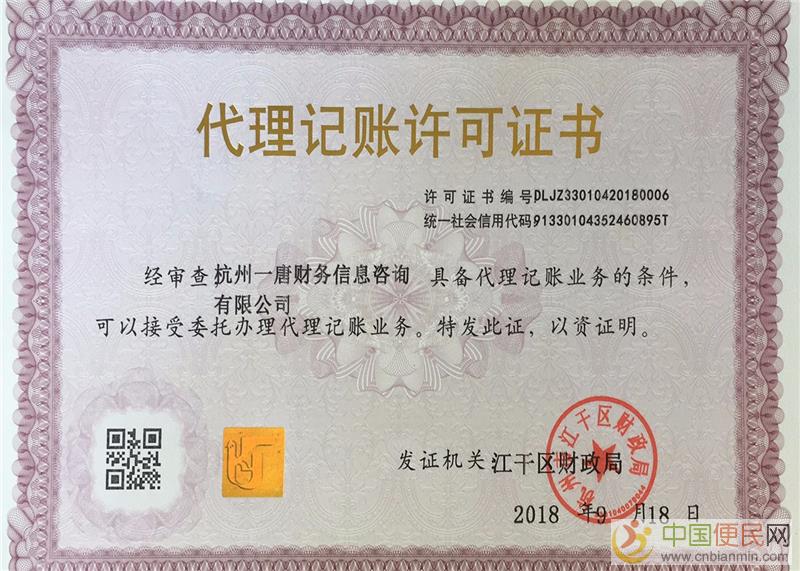 代理记账许可证书
许可证书编号DLJZ33010420180006
统一社会信用代码91330104352460895T
经审查,杭州一唐财务信息咨询 具备代理记账业务的条件,
有限公司
可以接受委托办理代理记账业务。特发此证,以资证明。
发证机关:江干区财政局
杭州市江干区财政局
2018 年9 月18 日
中国便民网
www.cnbianmin.com